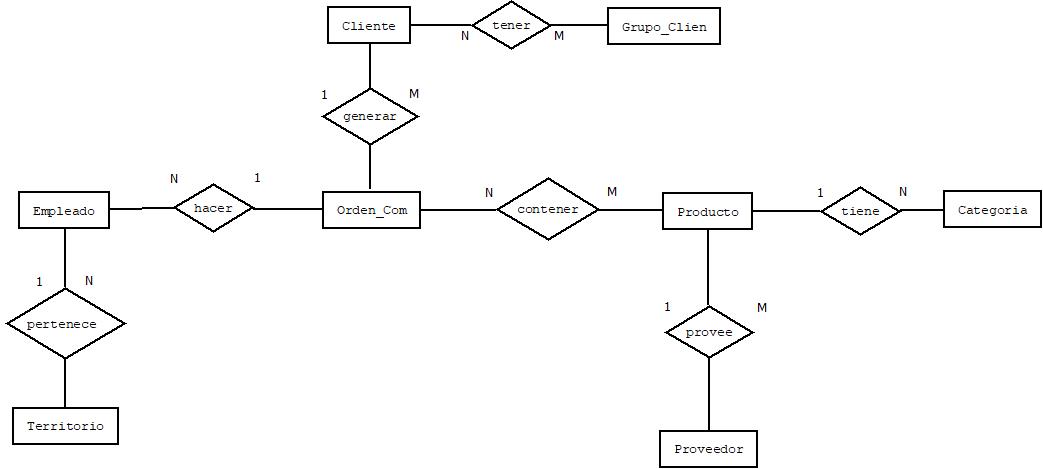 Cliente
tener
Grupo_Clien
N
M
1
M
generar
N
1
N
M
1
N
Empleado
hacer
Orden_Com
contener
Producto
tiene
Categoria
1
N
1
M
pertenece
provee
Territorio
Proveedor